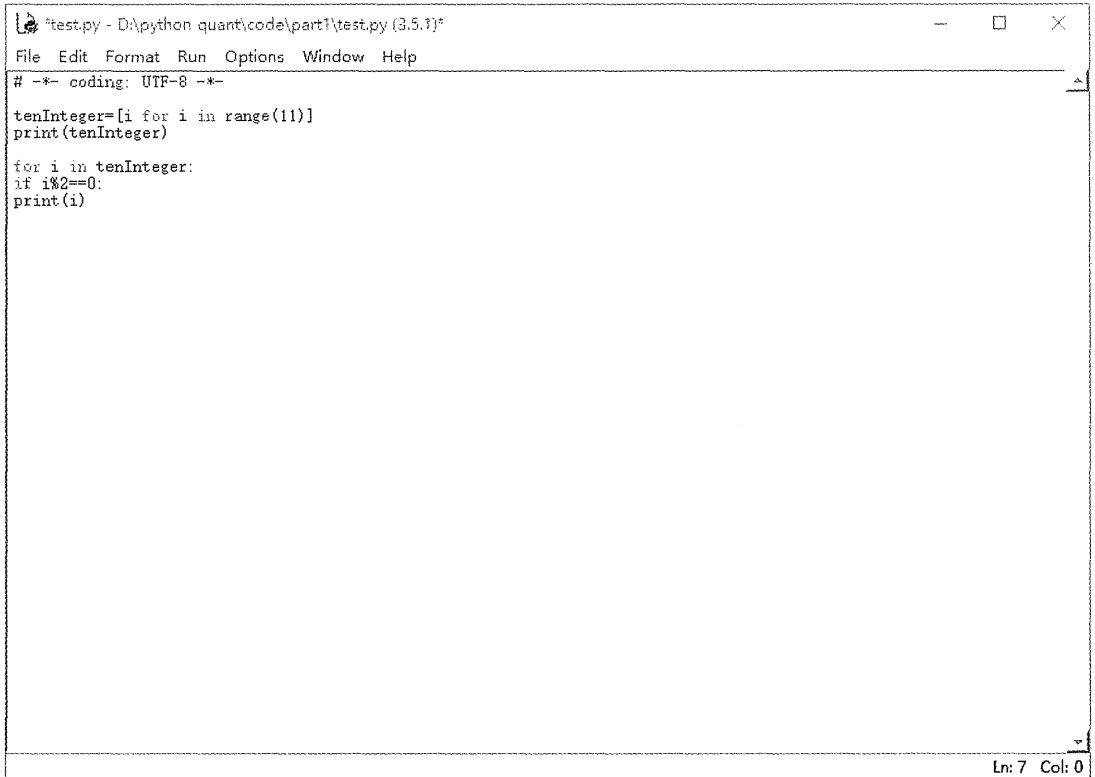 *test.py - D:\python quant\code\part1\test.py (3.5.1)*
File Edit Format Run Options Window Help
# -*- coding: UTF-8 -*-
tenInteger=[i for i in range(11)]
print(tenInteger)
for i in tenInteger:
if i%2==0:
print(i)
Ln: 7 Col: 0